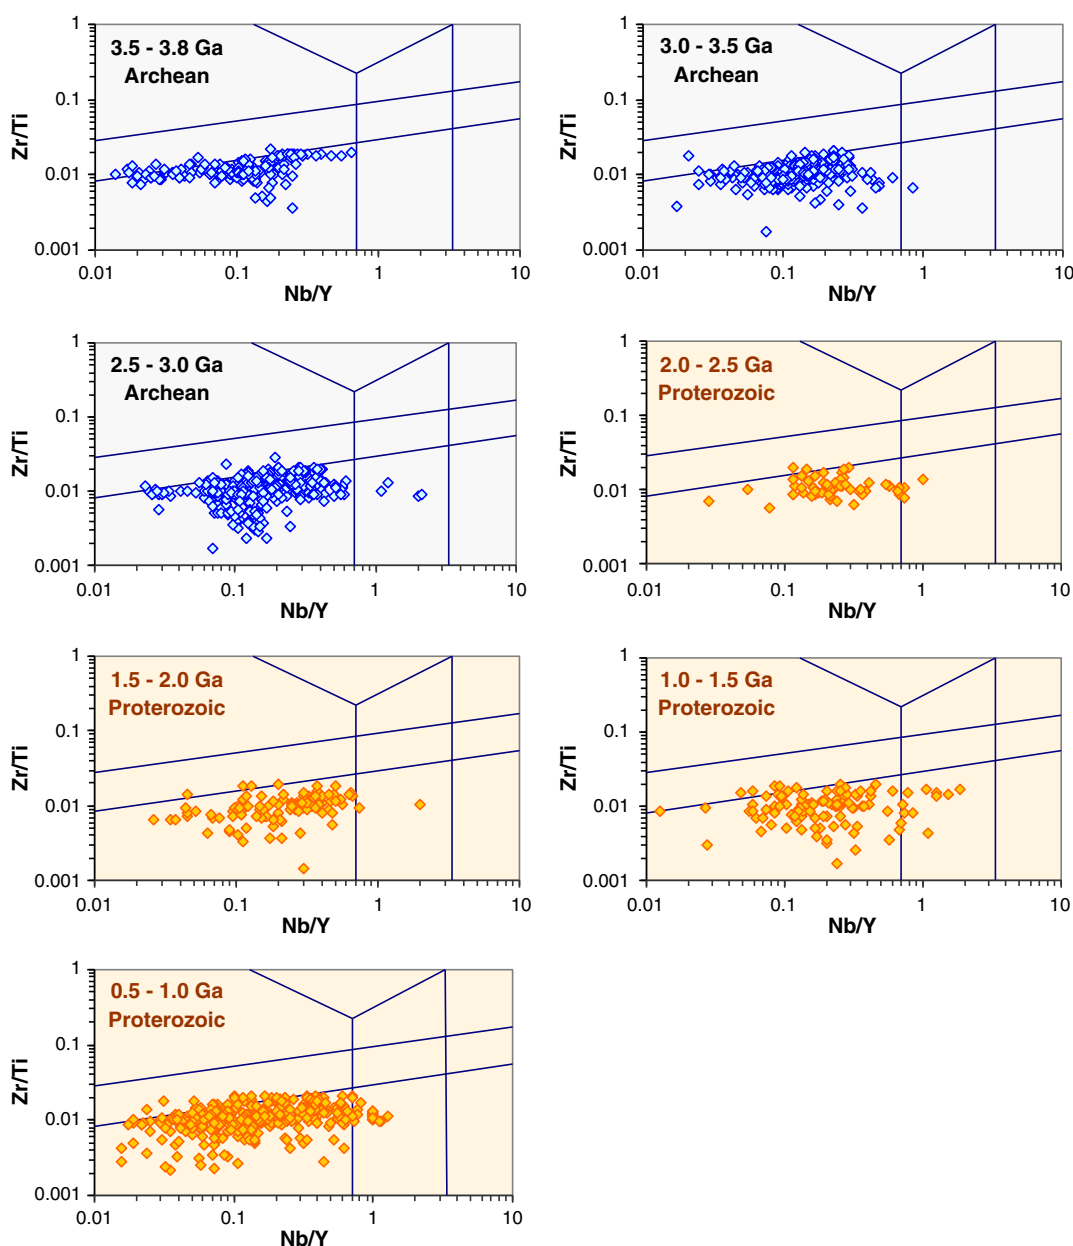 3.5 - 3.8 Ga
Archean
1
0.1
0.01
0.001
Zr/Ti
0.01
0.1
1
10
Nb/Y
3.0 - 3.5 Ga
Archean
1
0.1
0.01
0.001
Zr/Ti
0.01
0.1
1
10
Nb/Y
2.5 - 3.0 Ga
Archean
1
0.1
0.01
0.001
Zr/Ti
0.01
0.1
1
10
Nb/Y
2.0 - 2.5 Ga
Proterozoic
1
0.1
0.01
0.001
Zr/Ti
0.01
0.1
1
10
Nb/Y
1.5 - 2.0 Ga
Proterozoic
1
0.1
0.01
0.001
Zr/Ti
0.01
0.1
1
10
Nb/Y
1.0 - 1.5 Ga
Proterozoic
1
0.1
0.01
0.001
Zr/Ti
0.01
0.1
1
10
Nb/Y
0.5 - 1.0 Ga
Proterozoic
1
0.1
0.01
0.001
Zr/Ti
0.01
0.1
1
10
Nb/Y